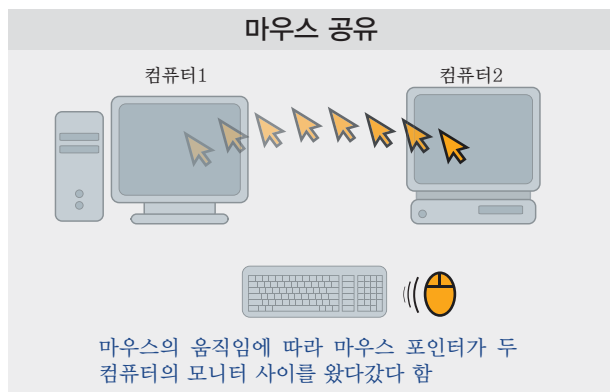 마우스 공유
컴퓨터1
컴퓨터2
마우스의 움직임에 따라 마우스 포인터가 두
컴퓨터의 모니터 사이를 왔다갔다 함